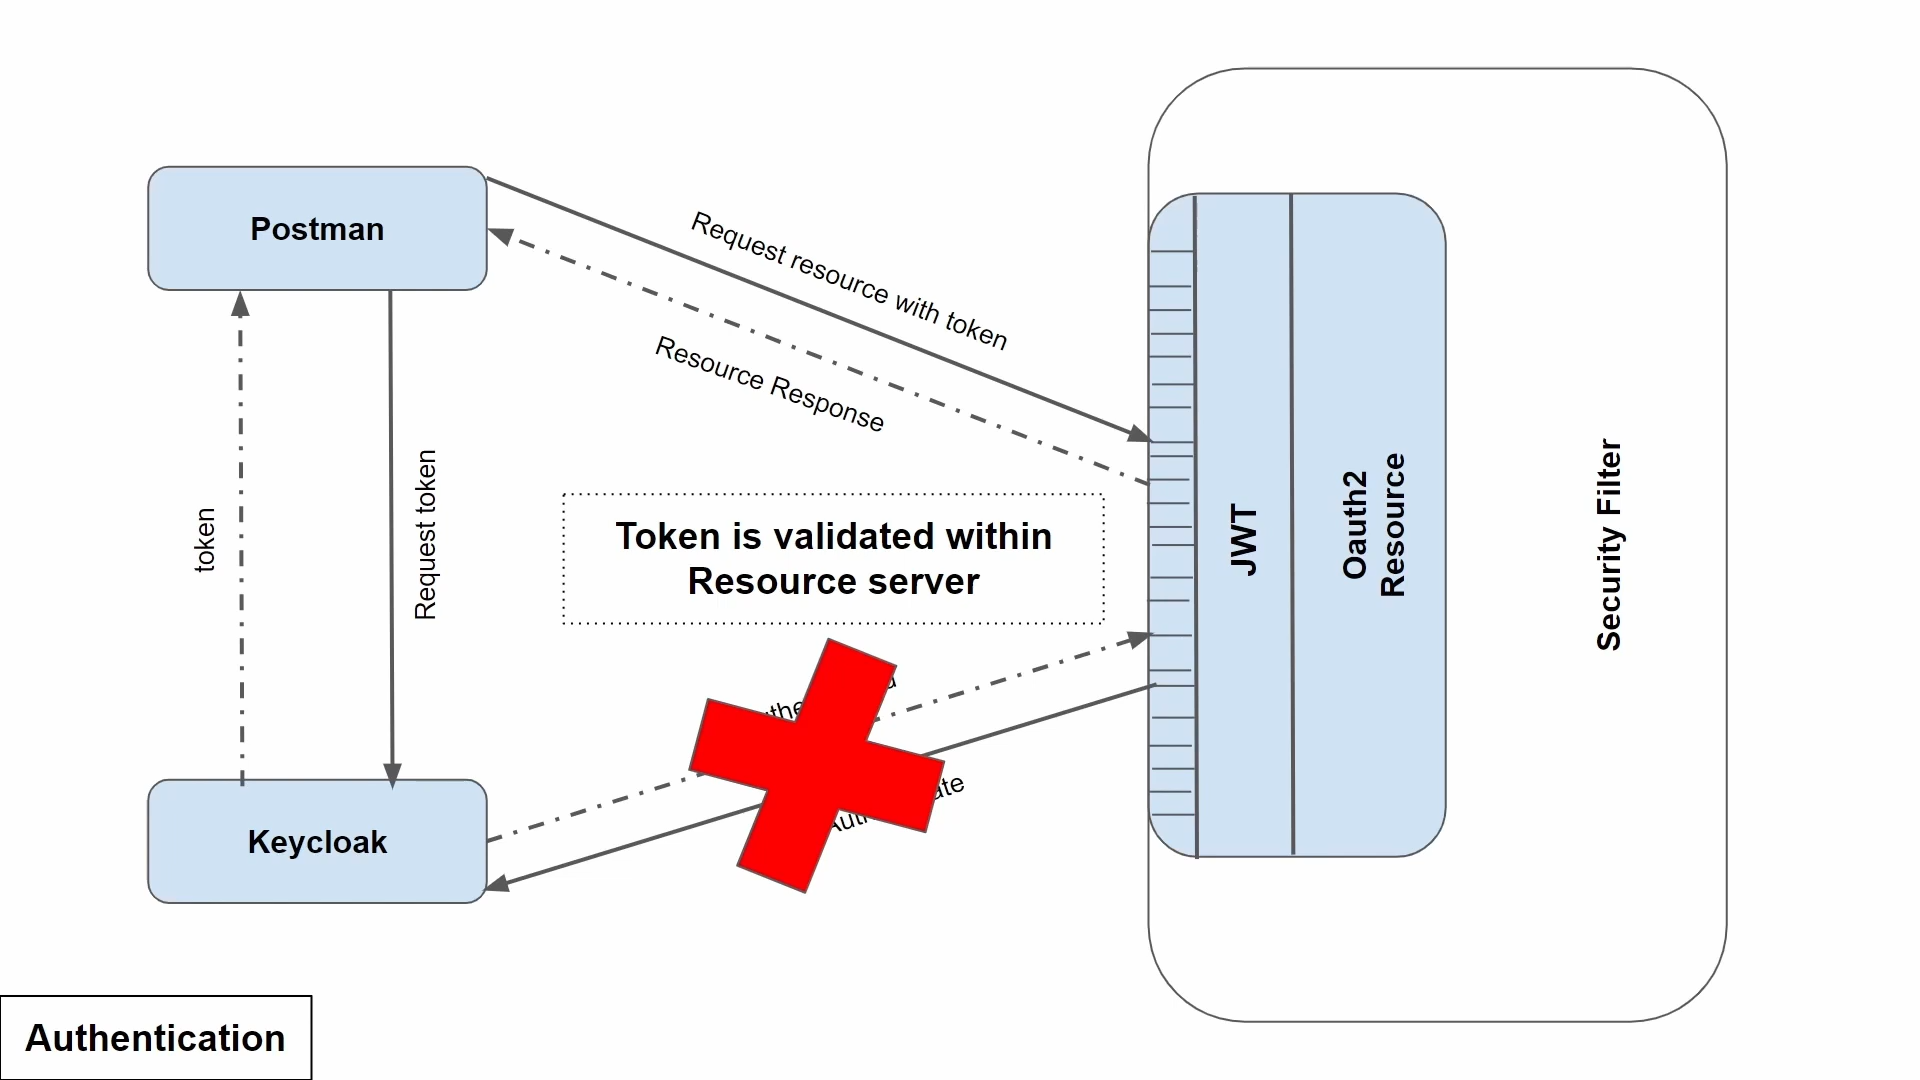 Postman
Request resource with token
Resource Response
token
Request token
Token is validated within
Resource server
JWT
Oauth2
Resource
Security Filter
Keycloak
Authentication